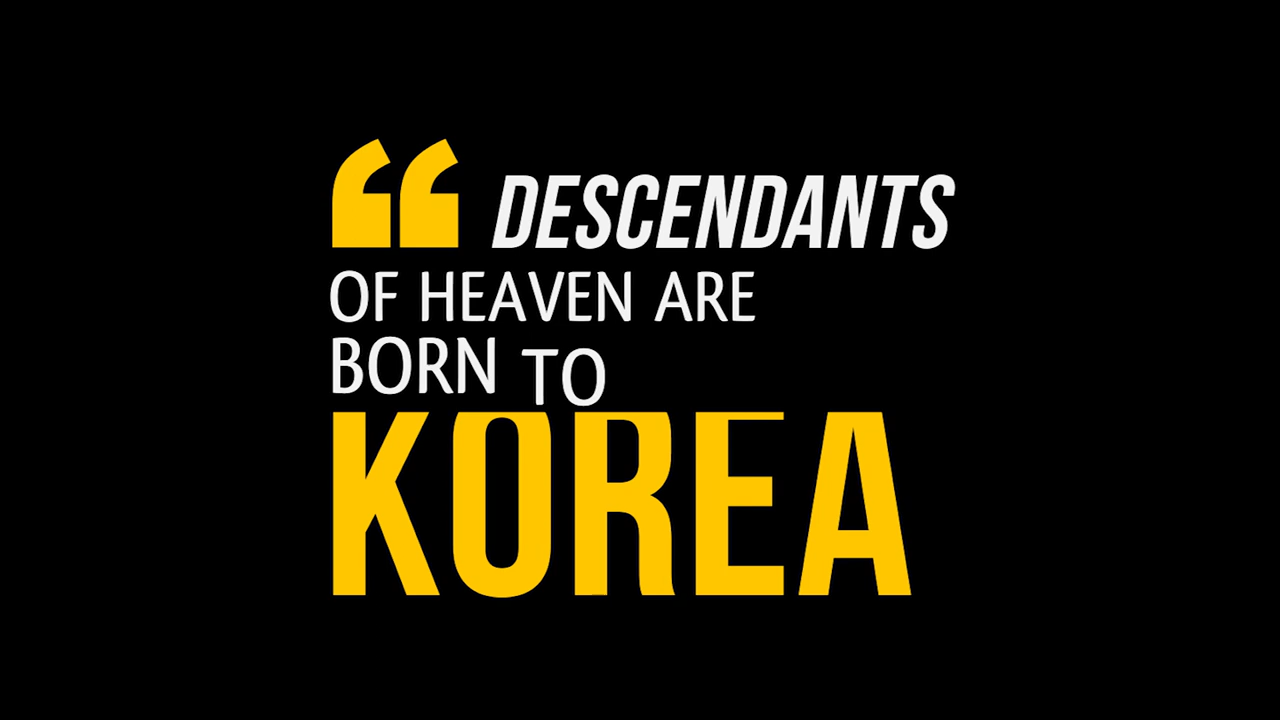 “ DESCENDANTS
OF HEAVEN ARE
BORN TO
KOREA